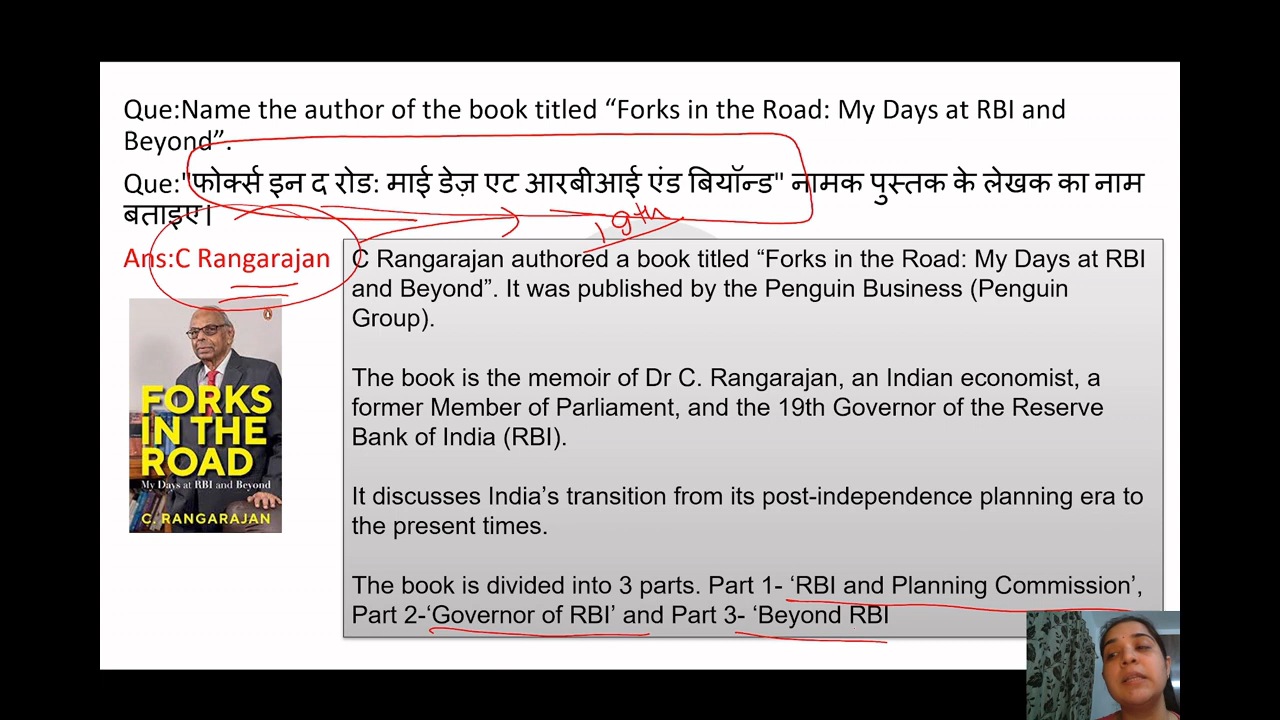 Que:Name the author of the book titled “Forks in the Road: My Days at RBI and
Beyond”.
Que:"फोर्क्स इन द रोड: माई डेज़ एट आरबीआई एंड बियॉन्ड" नामक पुस्तक के लेखक का नाम
बताइए।
19th
Ans:C Rangarajan
C Rangarajan authored a book titled “Forks in the Road: My Days at RBI
and Beyond”. It was published by the Penguin Business (Penguin
Group).
The book is the memoir of Dr C. Rangarajan, an Indian economist, a
former Member of Parliament, and the 19th Governor of the Reserve
Bank of India (RBI).
It discusses India’s transition from its post-independence planning era to
the present times.
The book is divided into 3 parts. Part 1- ‘RBI and Planning Commission’,
Part 2-‘Governor of RBI’ and Part 3- ‘Beyond RBI
FORKS
IN THE
ROAD
My Days at RBI and Beyond
C. RANGARAJAN